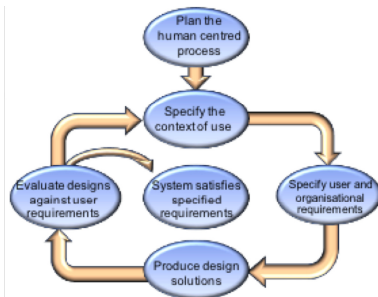 Plan the
human centred
process
Specify the
context of use
Evaluate designs
against user
requirements
System satisfies
specified
requirements
Specify user and
organisational
requirements
Produce design
solutions